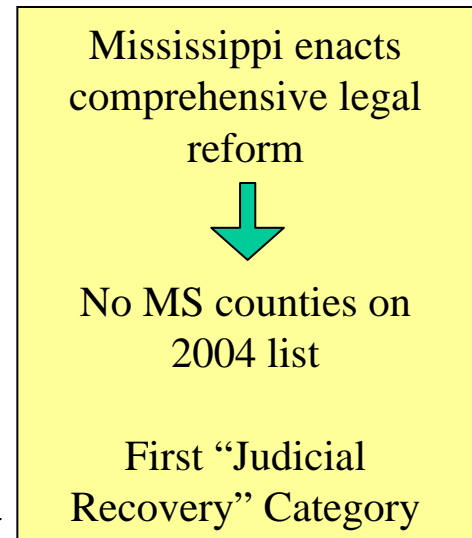 Mississippi enacts
comprehensive legal
reform
No MS counties on
2004 list
First “Judicial
Recovery” Category